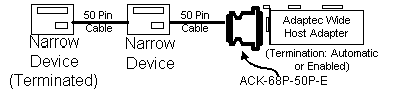 50 Pin
Cable
50 Pin
Cable
Adaptec Wide
Host Adapter
Narrow
Device
(Terminated)
Narrow
Device
(Termination: Automatic
or Enabled)
ACK-68P-50P-E